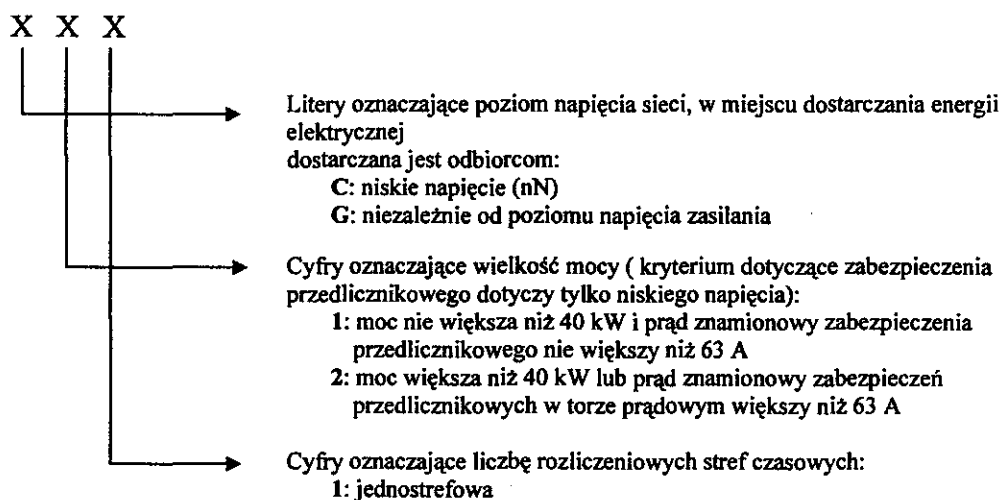 X X X
Litery oznaczające poziom napięcia sieci, w miejscu dostarczania energii
elektrycznej
dostarczana jest odbiorcom:
C: niskie napięcie (nN)
G: niezależnie od poziomu napięcia zasilania
Cyfry oznaczające wielkość mocy ( kryterium dotyczące zabezpieczenia
przedlicznikowego dotyczy tylko niskiego napięcia):
1: moc nie większa niż 40 kW i prąd znamionowy zabezpieczenia
przedlicznikowego nie większy niż 63 A
2: moc większa niż 40 kW lub prąd znamionowy zabezpieczeń
przedlicznikowych w torze prądowym większy niż 63 A
Cyfry oznaczające liczbę rozliczeniowych stref czasowych:
1: jednostrefowa